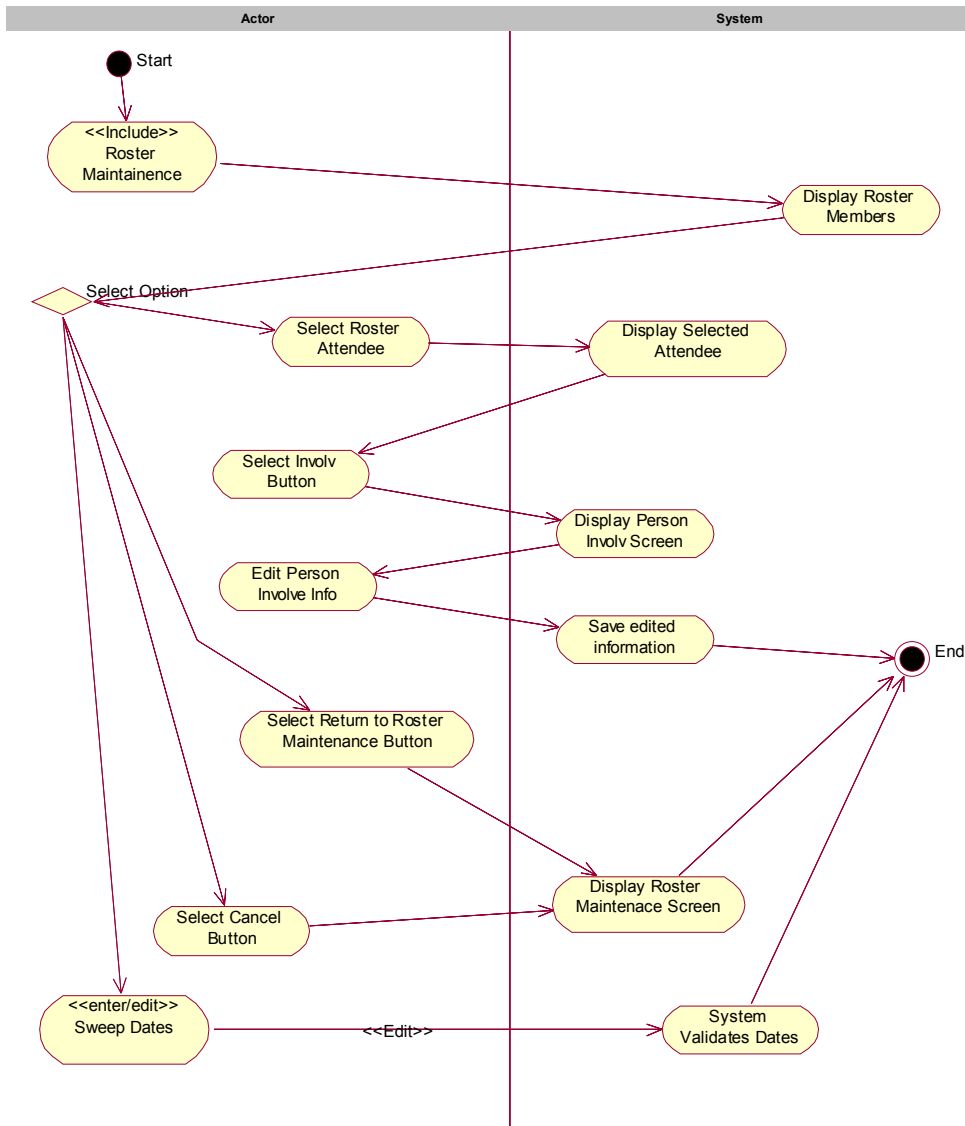 Actor
System
Start
<<Include>>
Roster
Maintainence
Display Roster
Members
Select Option
Select Roster
Attendee
Display Selected
Attendee
Select Involv
Button
Display Person
Involv Screen
Edit Person
Involve Info
Save edited
information
End
Select Return to Roster
Maintenance Button
Display Roster
Maintenace Screen
Select Cancel
Button
<<enter/edit>>
Sweep Dates
<<Edit>>
System
Validates Dates